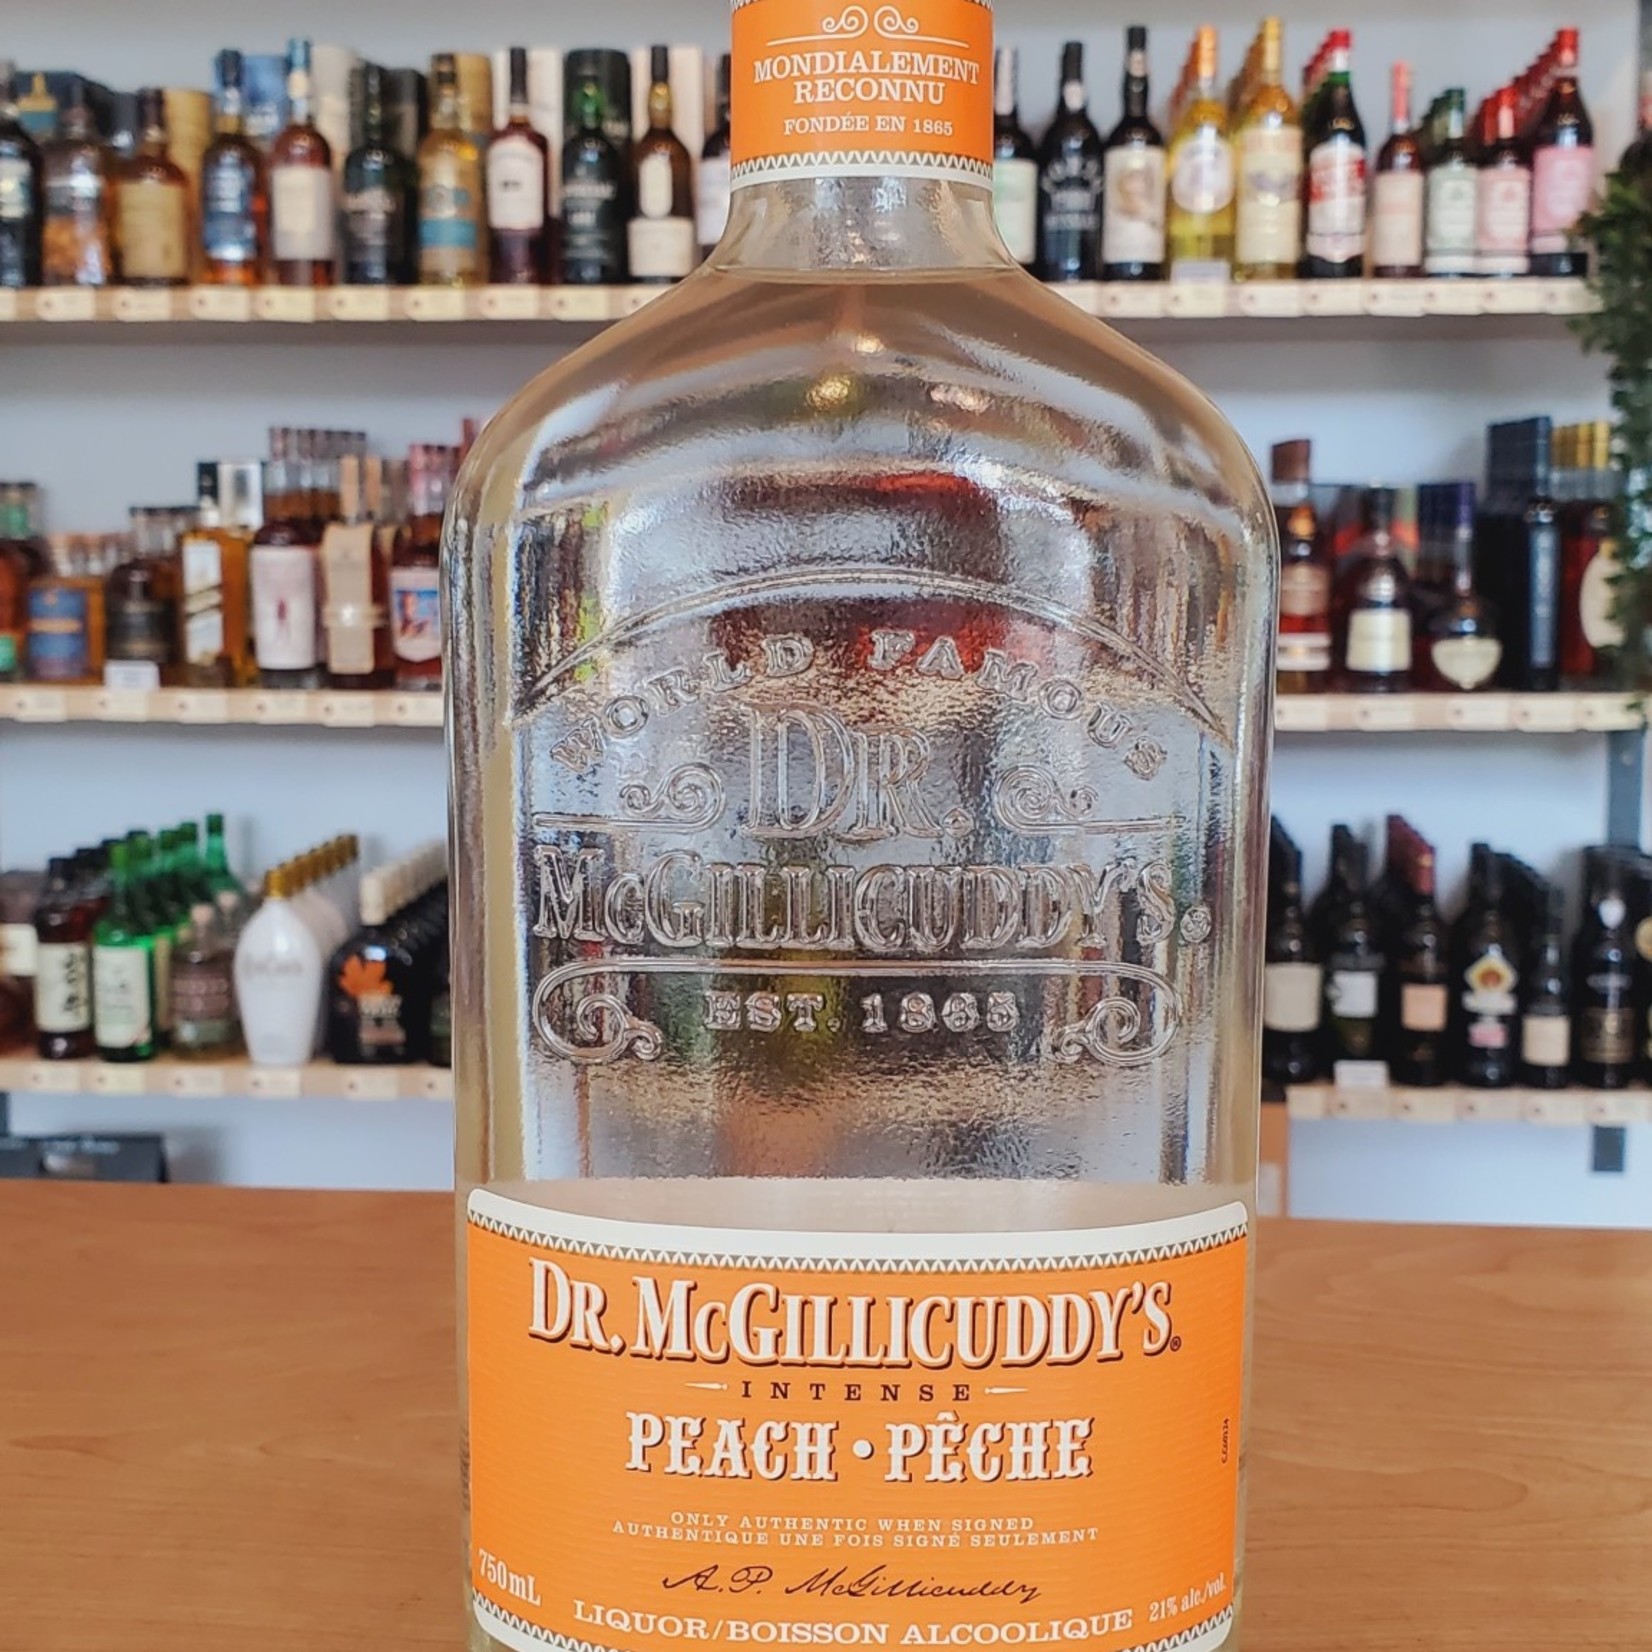 MONDIALEMENT
RECONNU
FONDÉE EN 1865
WORLD FAMOUS
DR.
McGILLICUDDY'S.
EST. 1865
DR. McGILLICUDDY'S®
INTENSE
PEACH • PÊCHE
ONLY AUTHENTIC WHEN SIGNED
AUTHENTIQUE UNE FOIS SIGNÉ SEULEMENT
A.P. McGillicuddy
750mL
LIQUOR/BOISSON ALCOOLIQUE
21% alc./vol.